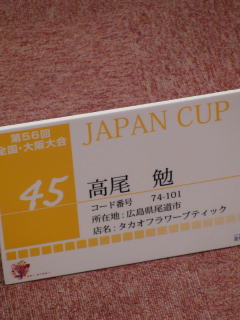 第56回
全国・大阪大会
JAPAN CUP
45
高尾 勉
コード番号 74-101
所在地：広島県尾道市
店名：タカオフラワーブティック